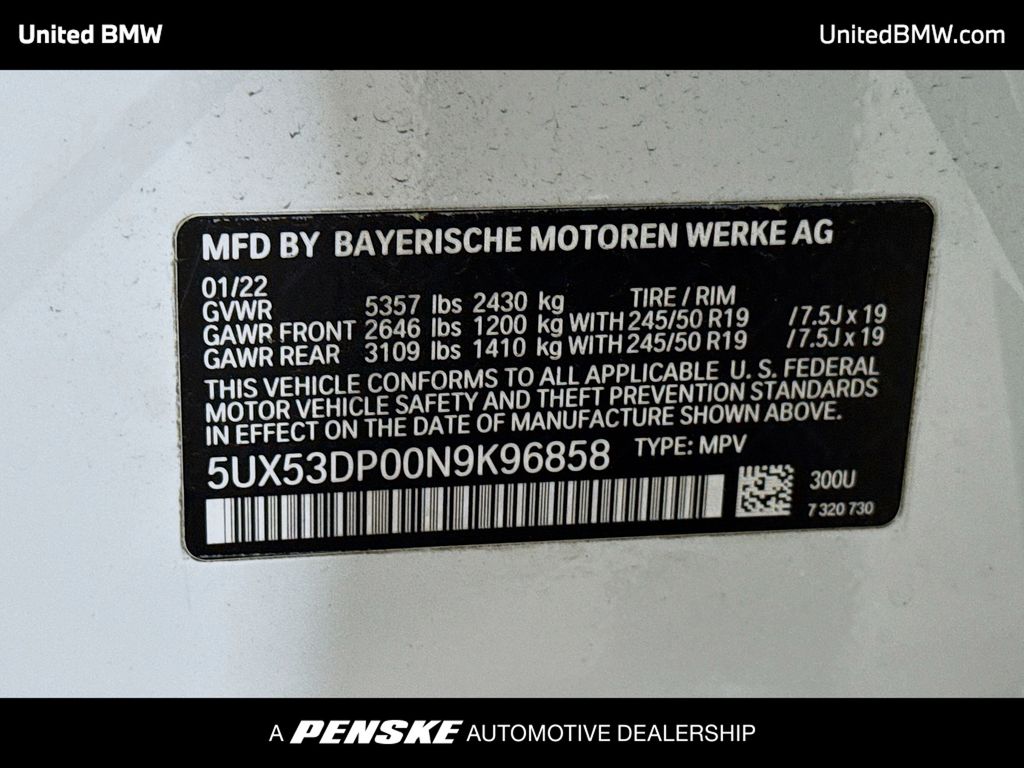 United BMW
UnitedBMW.com
MFD BY BAYERISCHE MOTOREN WERKE AG
01/22
GVWR 5357 lbs 2430 kg TIRE / RIM
GAWR FRONT 2646 lbs 1200 kg WITH 245/50 R19 /7.5J x 19
GAWR REAR 3109 lbs 1410 kg WITH 245/50 R19 /7.5J x 19
THIS VEHICLE CONFORMS TO ALL APPLICABLE U. S. FEDERAL
MOTOR VEHICLE SAFETY AND THEFT PREVENTION STANDARDS
IN EFFECT ON THE DATE OF MANUFACTURE SHOWN ABOVE.
5UX53DP00N9K96858 TYPE: MPV
300U
7 320 730
A PENSKE AUTOMOTIVE DEALERSHIP